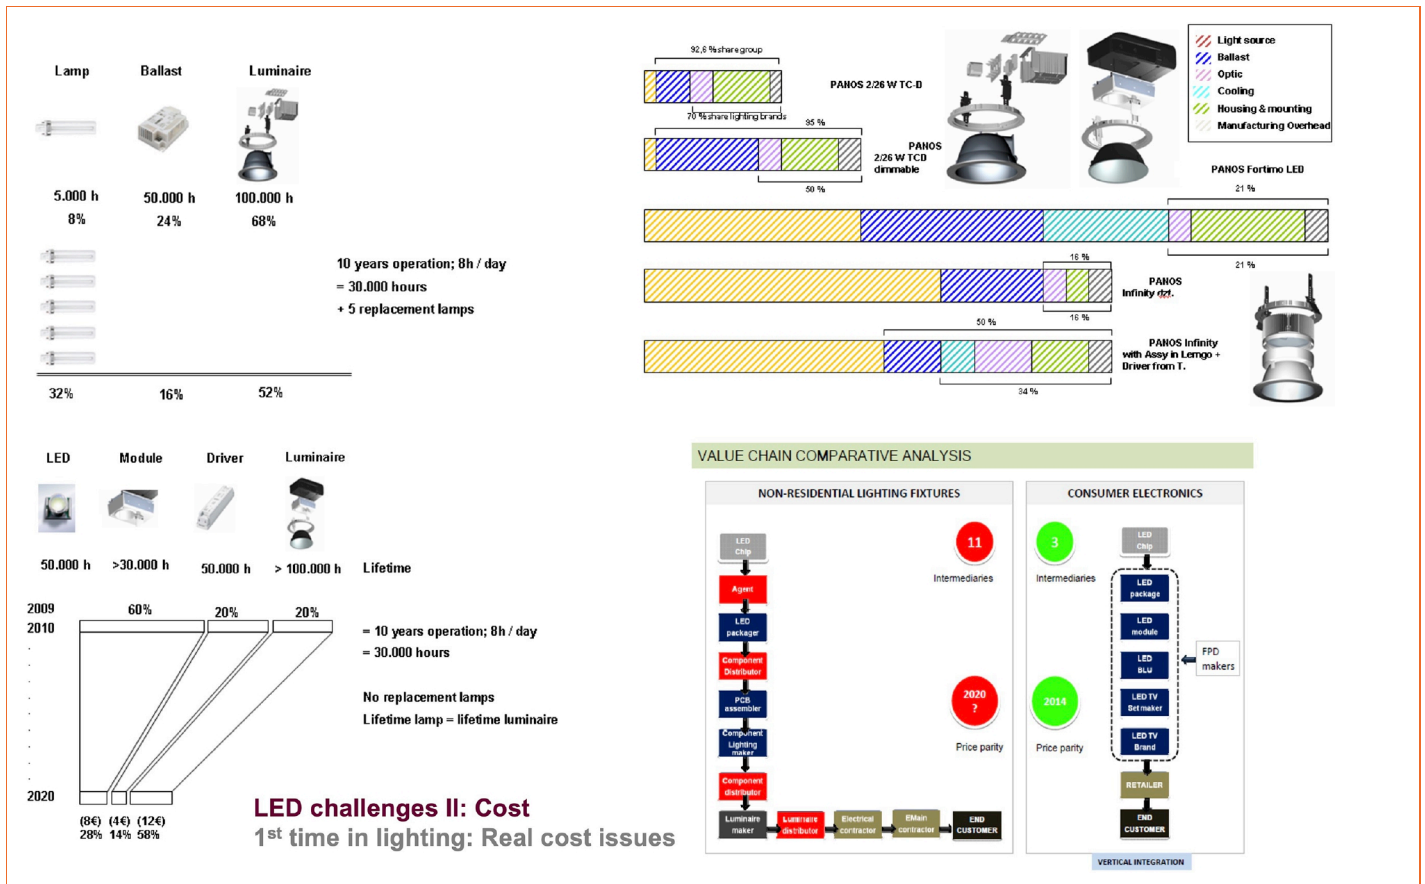 Lamp
Ballast
Luminaire
5.000 h
50.000 h
100.000 h
8%
24%
68%
10 years operation; 8h / day
= 30.000 hours
+ 5 replacement lamps
32%
16%
52%
LED
Module
Driver
Luminaire
50.000 h
>30.000 h
50.000 h
> 100.000 h
Lifetime
2009
60%
20%
20%
2010
= 10 years operation; 8h / day
= 30.000 hours
No replacement lamps
Lifetime lamp = lifetime luminaire
2020
(8€)
(4€)
(12€)
28%
14%
58%
LED challenges II: Cost
1st time in lighting: Real cost issues
92,6 % share group
PANOS 2/26 W TC-D
70 % share lighting brands
95 %
PANOS
2/26 W TCD
dimmable
50 %
Light source
Ballast
Optic
Cooling
Housing & mounting
Manufacturing Overhead
PANOS Fortimo LED
21 %
21 %
16 %
PANOS
Infinity dzt.
16 %
50 %
PANOS Infinity
with Assy in Lemgo +
Driver from T.
34 %
VALUE CHAIN COMPARATIVE ANALYSIS
NON-RESIDENTIAL LIGHTING FIXTURES
LED
Chip
Agent
LED
packager
Component
Distributor
PCB
assembler
Component
Lighting
maker
Component
distributor
Luminaire
maker
Luminaire
distributor
Electrical
contractor
EMain
contractor
END
CUSTOMER
11
Intermediaries
2020
?
Price parity
CONSUMER ELECTRONICS
3
Intermediaries
2014
Price parity
LED
Chip
LED
package
LED
module
LED
BLU
LED TV
Set maker
LED TV
Brand
RETAILER
END
CUSTOMER
FPD
makers
VERTICAL INTEGRATION